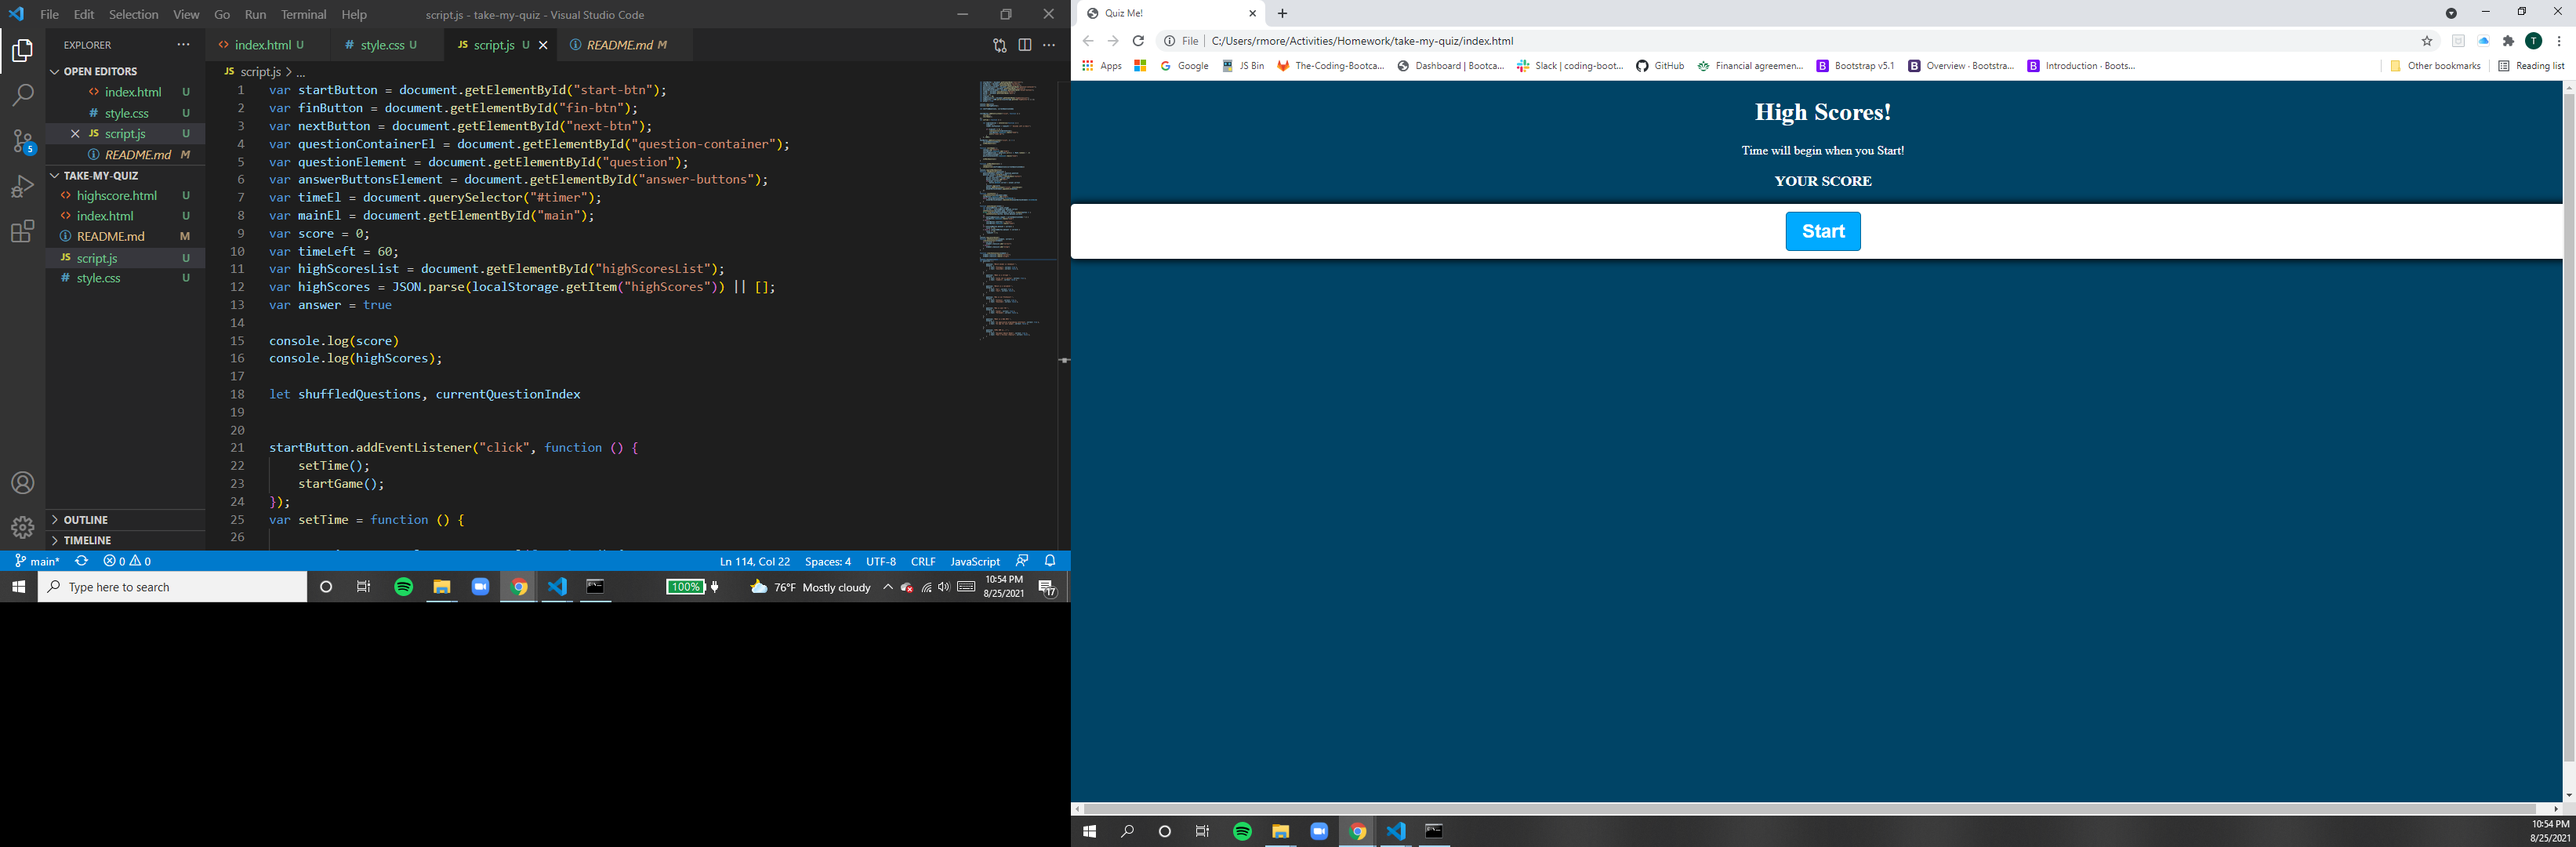 File Edit Selection View Go Run Terminal Help script.js - take-my-quiz - Visual Studio Code
EXPLORER
OPEN EDITORS
index.html U
style.css U
script.js U
README.md M
TAKE-MY-QUIZ
highscore.html U
index.html U
README.md M
script.js U
style.css U
OUTLINE
TIMELINE
5
index.html U style.css U script.js U README.md M
script.js > ...
1 var startButton = document.getElementById("start-btn");
2 var finButton = document.getElementById("fin-btn");
3 var nextButton = document.getElementById("next-btn");
4 var questionContainerEl = document.getElementById("question-container");
5 var questionElement = document.getElementById("question");
6 var answerButtonsElement = document.getElementById("answer-buttons");
7 var timeEl = document.querySelector("#timer");
8 var mainEl = document.getElementById("main");
9 var score = 0;
10 var timeLeft = 60;
11 var highScoresList = document.getElementById("highScoresList");
12 var highScores = JSON.parse(localStorage.getItem("highScores")) || [];
13 var answer = true
14
15 console.log(score)
16 console.log(highScores);
17
18 let shuffledQuestions, currentQuestionIndex
19
20
21 startButton.addEventListener("click", function () {
22 setTime();
23 startGame();
24 });
25 var setTime = function () {
26
main* 0 0 Ln 114, Col 22 Spaces: 4 UTF-8 CRLF JavaScript
Type here to search 100% 76°F Mostly cloudy 10:54 PM
8/25/2021 17
Quiz Me!
File C:/Users/rmore/Activities/Homework/take-my-quiz/index.html T
Apps Google JS Bin The-Coding-Bootca... Dashboard | Bootca... Slack | coding-boot... GitHub Financial agreemen... Bootstrap v5.1 Overview · Bootstra... Introduction · Boots... Other bookmarks Reading list
High Scores!
Time will begin when you Start!
YOUR SCORE
Start
10:54 PM
8/25/2021